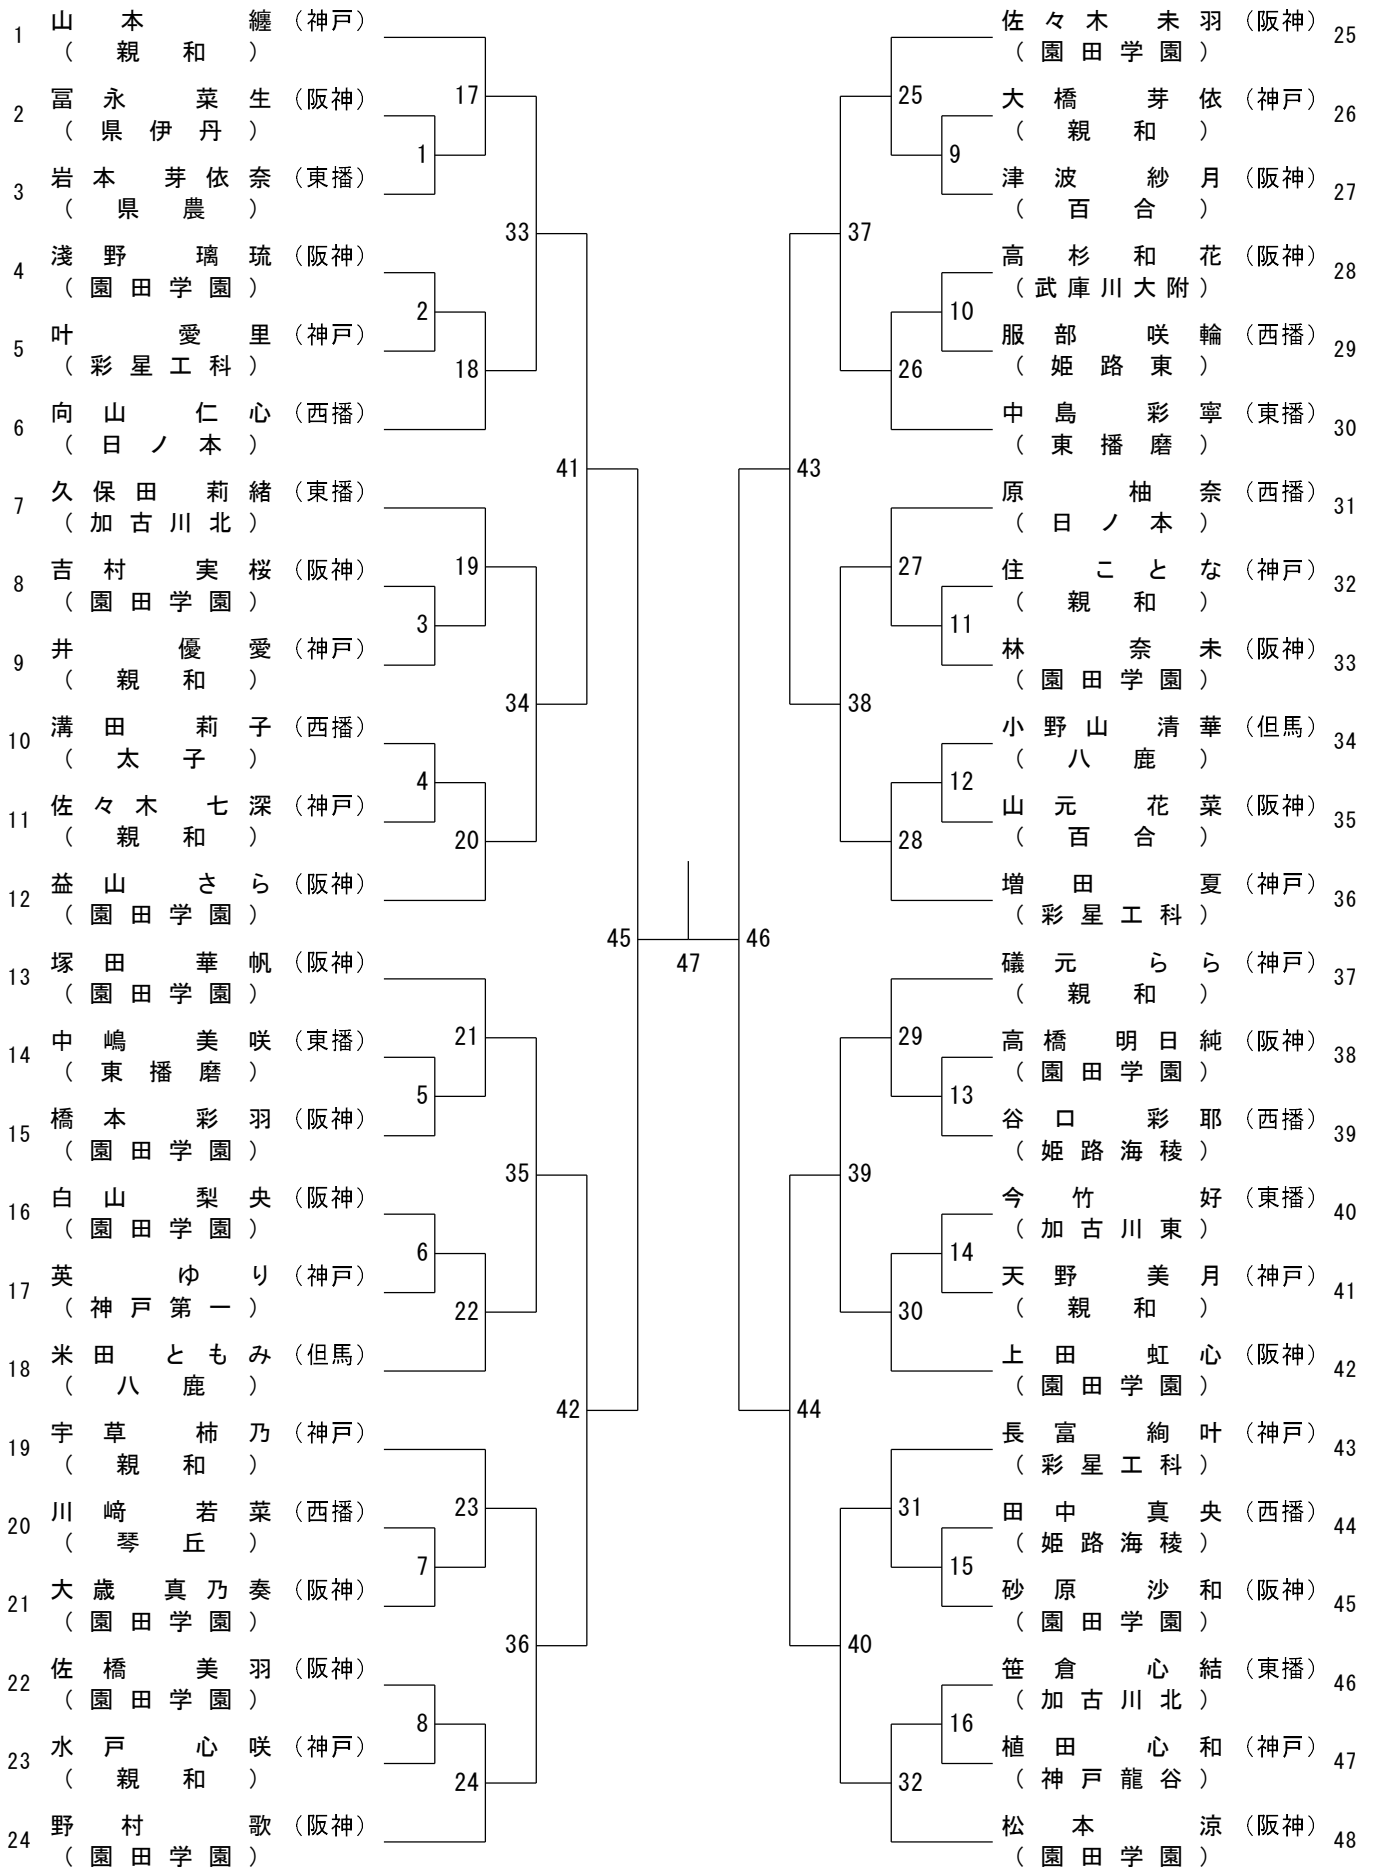 1 山本 纏 （神戸）
（ 親和 ）
2 冨永 菜生 （阪神）
（ 県伊丹 ）
3 岩本 芽依奈 （東播）
（ 県農 ）
4 淺野 璃琉 （阪神）
（ 園田学園 ）
5 叶 愛里 （神戸）
（ 彩星工科 ）
6 向山 仁心 （西播）
（ 日ノ本 ）
7 久保田 莉緒 （東播）
（ 加古川北 ）
8 吉村 実桜 （阪神）
（ 園田学園 ）
9 井 優愛 （神戸）
（ 親和 ）
10 溝田 莉子 （西播）
（ 太子 ）
11 佐々木 七深 （神戸）
（ 親和 ）
12 益山 さら （阪神）
（ 園田学園 ）
13 塚田 華帆 （阪神）
（ 園田学園 ）
14 中嶋 美咲 （東播）
（ 東播磨 ）
15 橋本 彩羽 （阪神）
（ 園田学園 ）
16 白山 梨央 （阪神）
（ 園田学園 ）
17 英 ゆり （神戸）
（ 神戸第一 ）
18 米田 ともみ （但馬）
（ 八鹿 ）
19 宇草 柿乃 （神戸）
（ 親和 ）
20 川﨑 若菜 （西播）
（ 琴丘 ）
21 大歳 真乃奏 （阪神）
（ 園田学園 ）
22 佐橋 美羽 （阪神）
（ 園田学園 ）
23 水戸 心咲 （神戸）
（ 親和 ）
24 野村 歌 （阪神）
（ 園田学園 ）
1
2
3
4
5
6
7
8
17
18
19
20
21
22
23
24
33
34
35
36
41
42
45
47
46
43
44
37
38
39
40
25
26
27
28
29
30
31
32
9
10
11
12
13
14
15
16
佐々木 未羽 （阪神） 25
（ 園田学園 ）
大橋 芽依 （神戸） 26
（ 親和 ）
津波 紗月 （阪神） 27
（ 百合 ）
高杉 和花 （阪神） 28
（ 武庫川大附 ）
服部 咲輪 （西播） 29
（ 姫路東 ）
中島 彩寧 （東播） 30
（ 東播磨 ）
原 柚奈 （西播） 31
（ 日ノ本 ）
住 ことな （神戸） 32
（ 親和 ）
林 奈未 （阪神） 33
（ 園田学園 ）
小野山 清華 （但馬） 34
（ 八鹿 ）
山元 花菜 （阪神） 35
（ 百合 ）
増田 夏 （神戸） 36
（ 彩星工科 ）
礒元 らら （神戸） 37
（ 親和 ）
高橋 明日純 （阪神） 38
（ 園田学園 ）
谷口 彩耶 （西播） 39
（ 姫路海稜 ）
今竹 好 （東播） 40
（ 加古川東 ）
天野 美月 （神戸） 41
（ 親和 ）
上田 虹心 （阪神） 42
（ 園田学園 ）
長富 絢叶 （神戸） 43
（ 彩星工科 ）
田中 真央 （西播） 44
（ 姫路海稜 ）
砂原 沙和 （阪神） 45
（ 園田学園 ）
笹倉 心結 （東播） 46
（ 加古川北 ）
植田 心和 （神戸） 47
（ 神戸龍谷 ）
松本 涼 （阪神） 48
（ 園田学園 ）